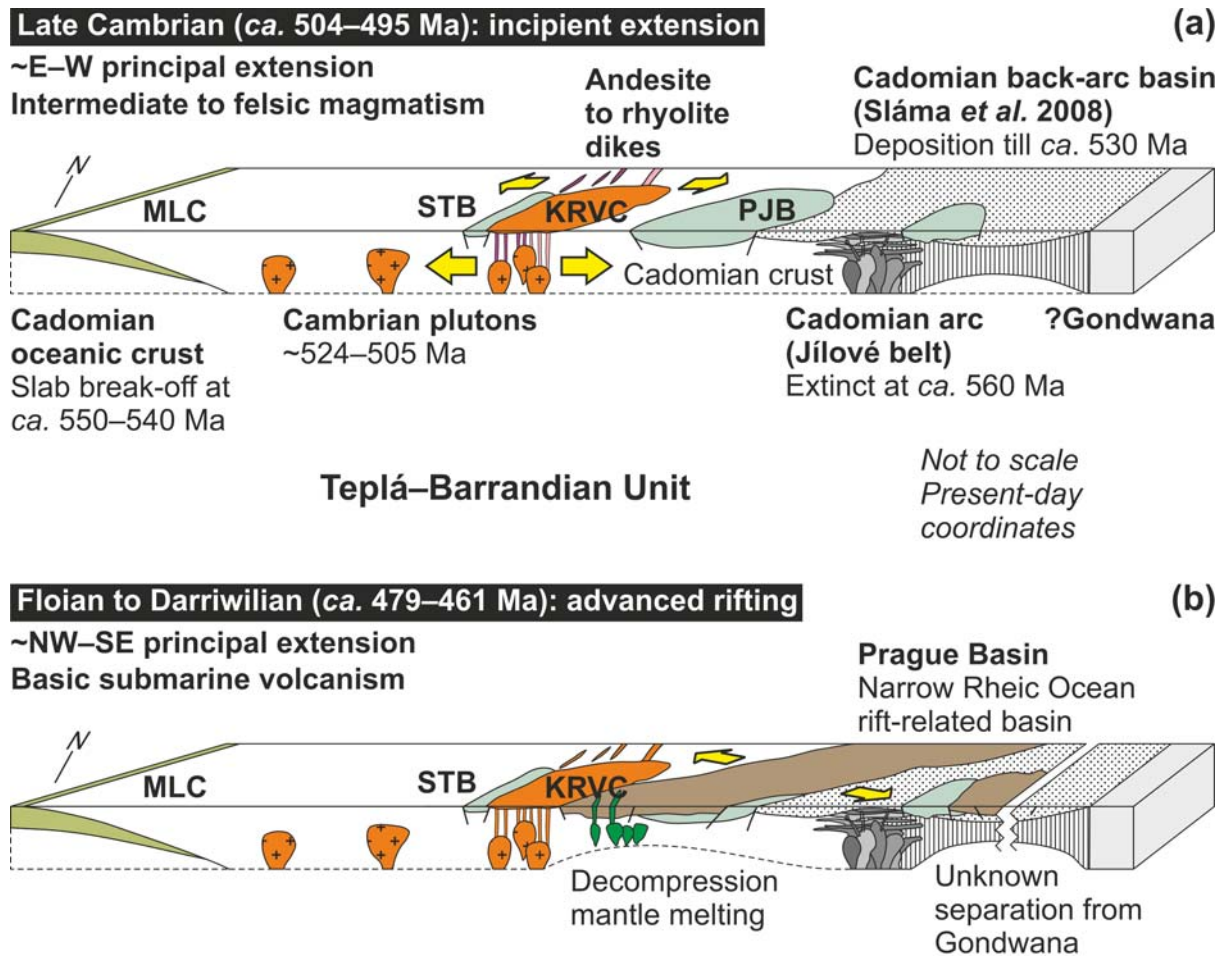 Late Cambrian (ca. 504–495 Ma): incipient extension
(a)
~E–W principal extension
Intermediate to felsic magmatism
Andesite
to rhyolite
dikes
Cadomian back-arc basin
(Sláma et al. 2008)
Deposition till ca. 530 Ma
N
MLC
STB
KRVC
PJB
Cadomian crust
Cadomian
oceanic crust
Slab break-off at
ca. 550–540 Ma
Cambrian plutons
~524–505 Ma
Cadomian arc
(Jílové belt)
Extinct at ca. 560 Ma
?Gondwana
Teplá–Barrandian Unit
Not to scale
Present-day
coordinates
Floian to Darriwilian (ca. 479–461 Ma): advanced rifting
(b)
~NW–SE principal extension
Basic submarine volcanism
Prague Basin
Narrow Rheic Ocean
rift-related basin
N
MLC
STB
KRVC
Decompression
mantle melting
Unknown
separation from
Gondwana